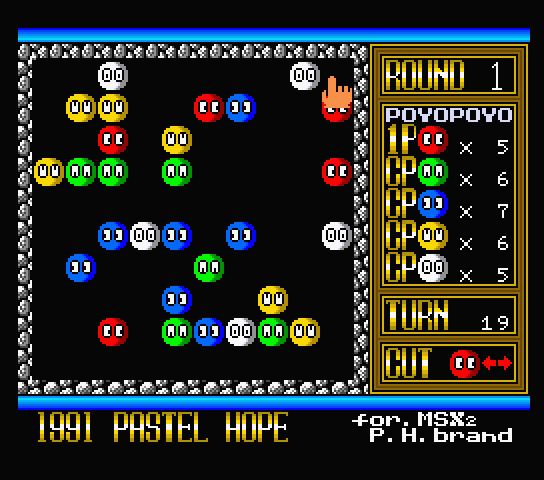 ROUND 1
POYOPOYO
1P x 5
CP x 6
CP x 7
CP x 6
CP x 5
TURN 19
CUT
1991 PASTEL HOPE
for. MSX2
P.H.brand